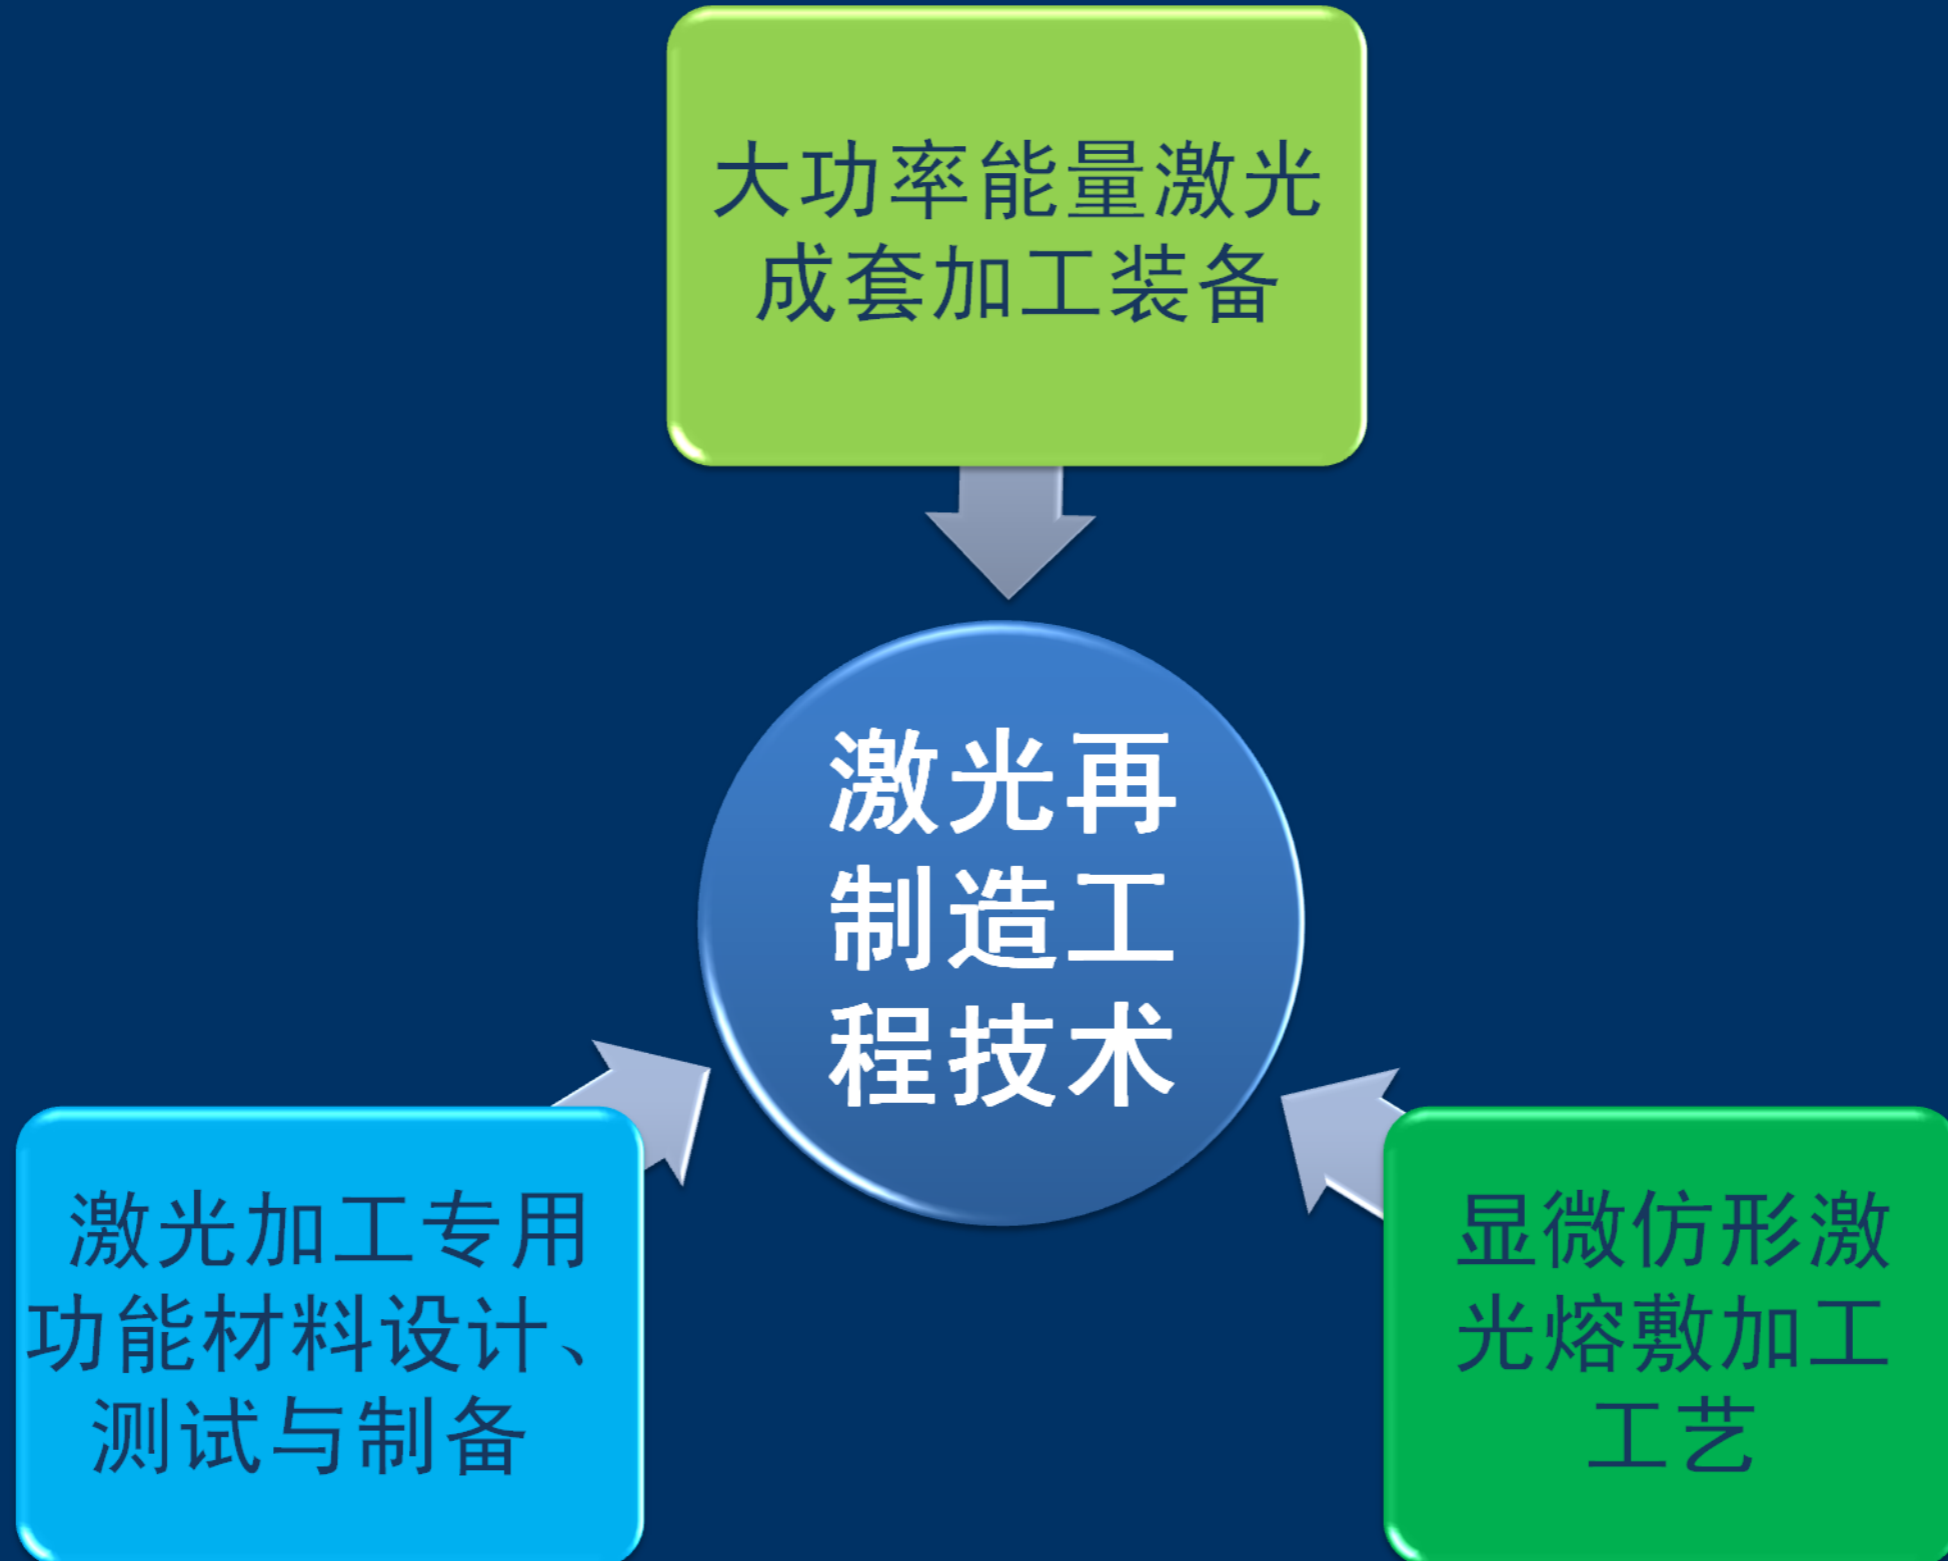 大功率能量激光
成套加工装备
激光再
制造工
程技术
激光加工专用
功能材料设计、
测试与制备
显微仿形激
光熔敷加工
工艺